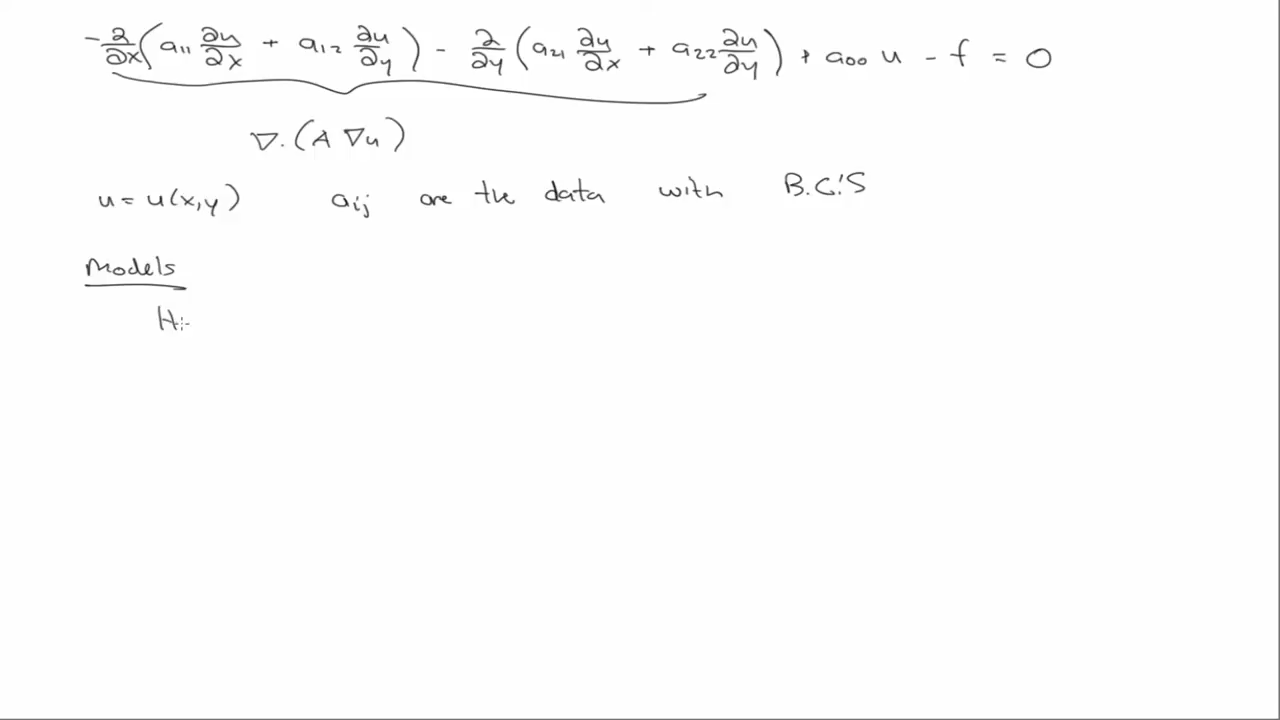 -∂/∂x(a₁₁ ∂u/∂x + a₁₂ ∂u/∂y) - ∂/∂y(a₂₁ ∂u/∂x + a₂₂ ∂u/∂y) + a₀₀ u - f = 0
∇·(A ∇u)
u = u(x,y) aij are the data with B.C.'s
Models
H